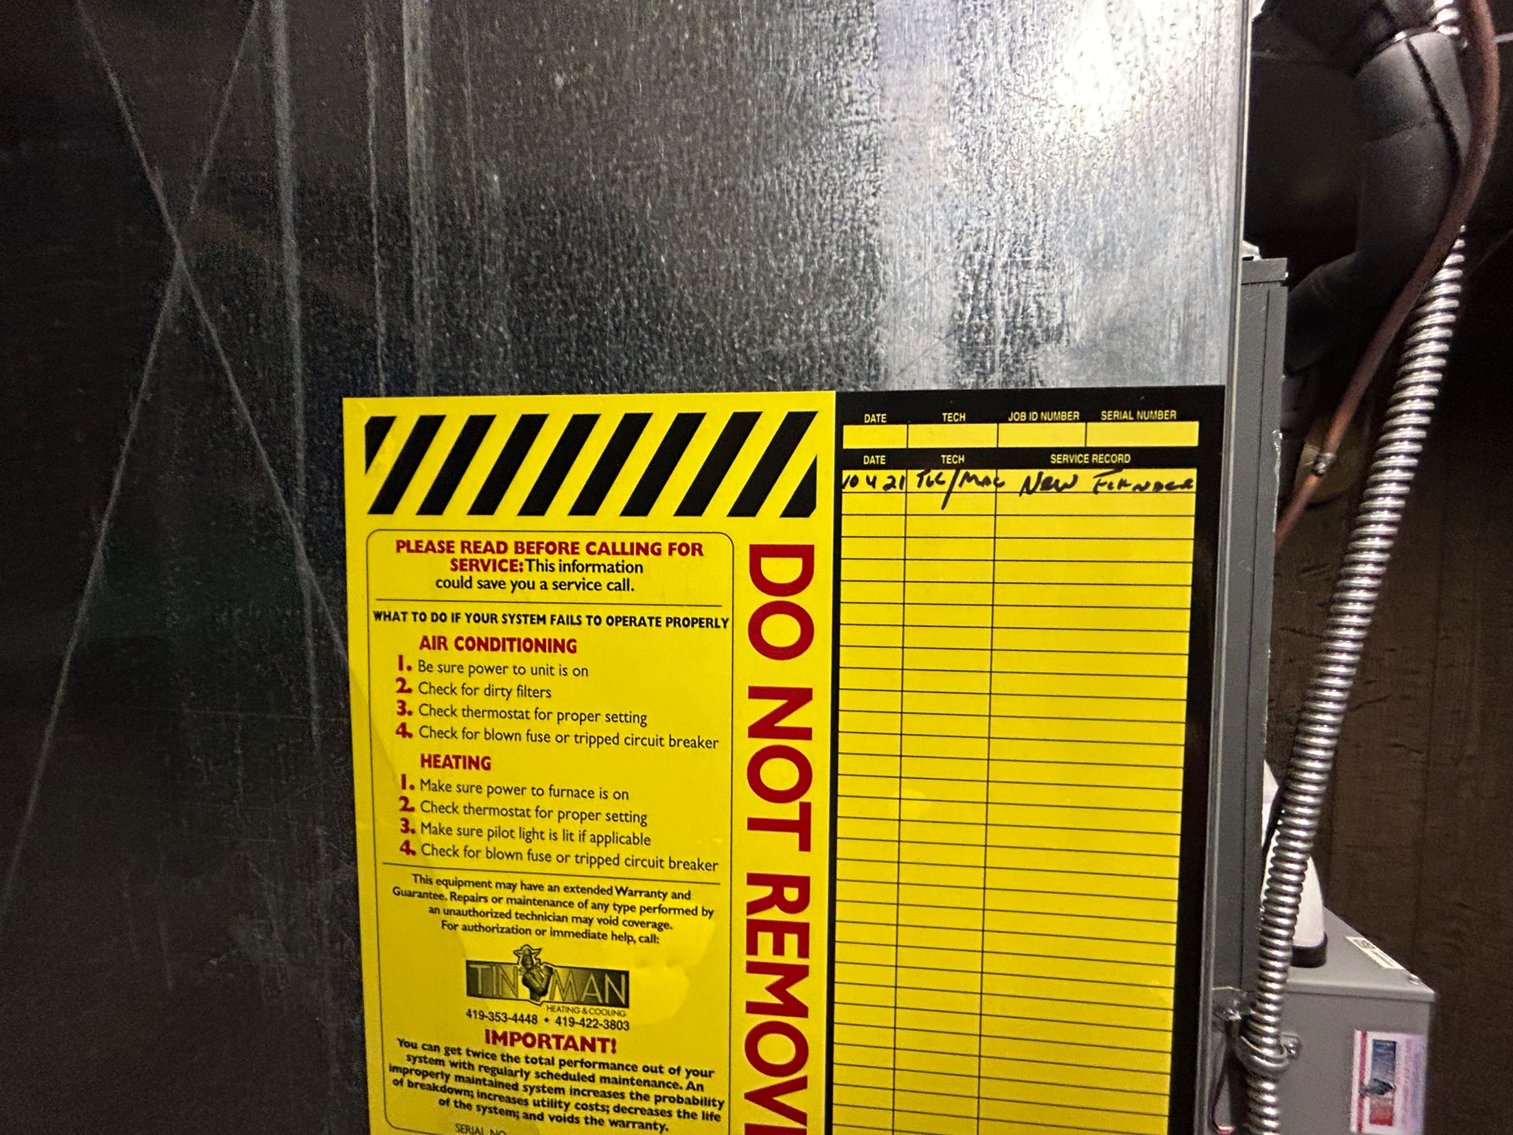 PLEASE READ BEFORE CALLING FOR
SERVICE: This information
could save you a service call.
WHAT TO DO IF YOUR SYSTEM FAILS TO OPERATE PROPERLY
AIR CONDITIONING
1. Be sure power to unit is on
2. Check for dirty filters
3. Check thermostat for proper setting
4. Check for blown fuse or tripped circuit breaker
HEATING
1. Make sure power to furnace is on
2. Check thermostat for proper setting
3. Make sure pilot light is lit if applicable
4. Check for blown fuse or tripped circuit breaker
This equipment may have an extended Warranty and
Guarantee. Repairs or maintenance of any type performed by
an unauthorized technician may void coverage.
For authorization or immediate help, call:
TIN MAN
HEATING & COOLING
419-353-4448 • 419-422-3803
IMPORTANT!
You can get twice the total performance out of your
system with regularly scheduled maintenance. An
improperly maintained system increases the probability
of breakdown; increases utility costs; decreases the life
of the system; and voids the warranty.
SERIAL NO.
DO NOT REMOVE
DATE TECH JOB ID NUMBER SERIAL NUMBER
DATE TECH SERVICE RECORD
10 4 21 New